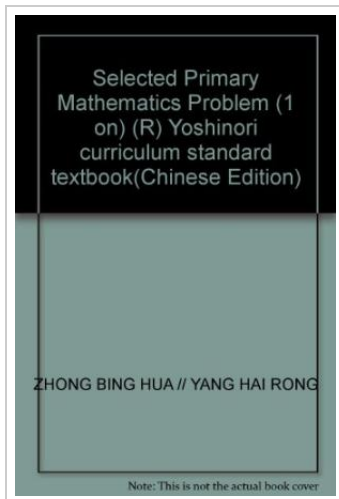 Selected Primary
Mathematics Problem (1
on) (R) Yoshinori
curriculum standard
textbook(Chinese Edition)
ZHONG BING HUA // YANG HAI RONG
Note: This is not the actual book cover